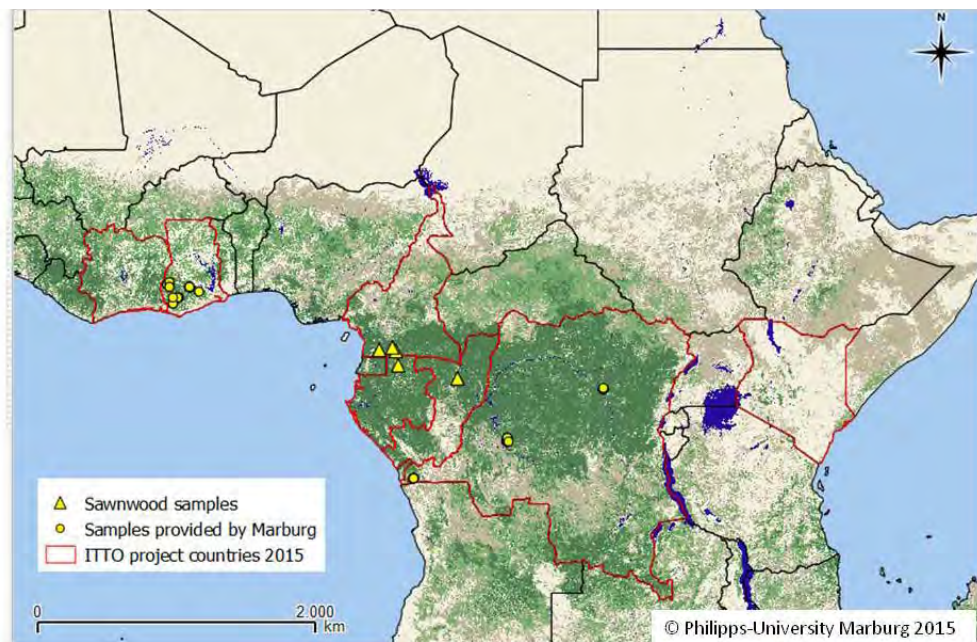 N
Sawnwood samples
Samples provided by Marburg
ITTO project countries 2015
0 2 000
km
© Philipps-University Marburg 2015